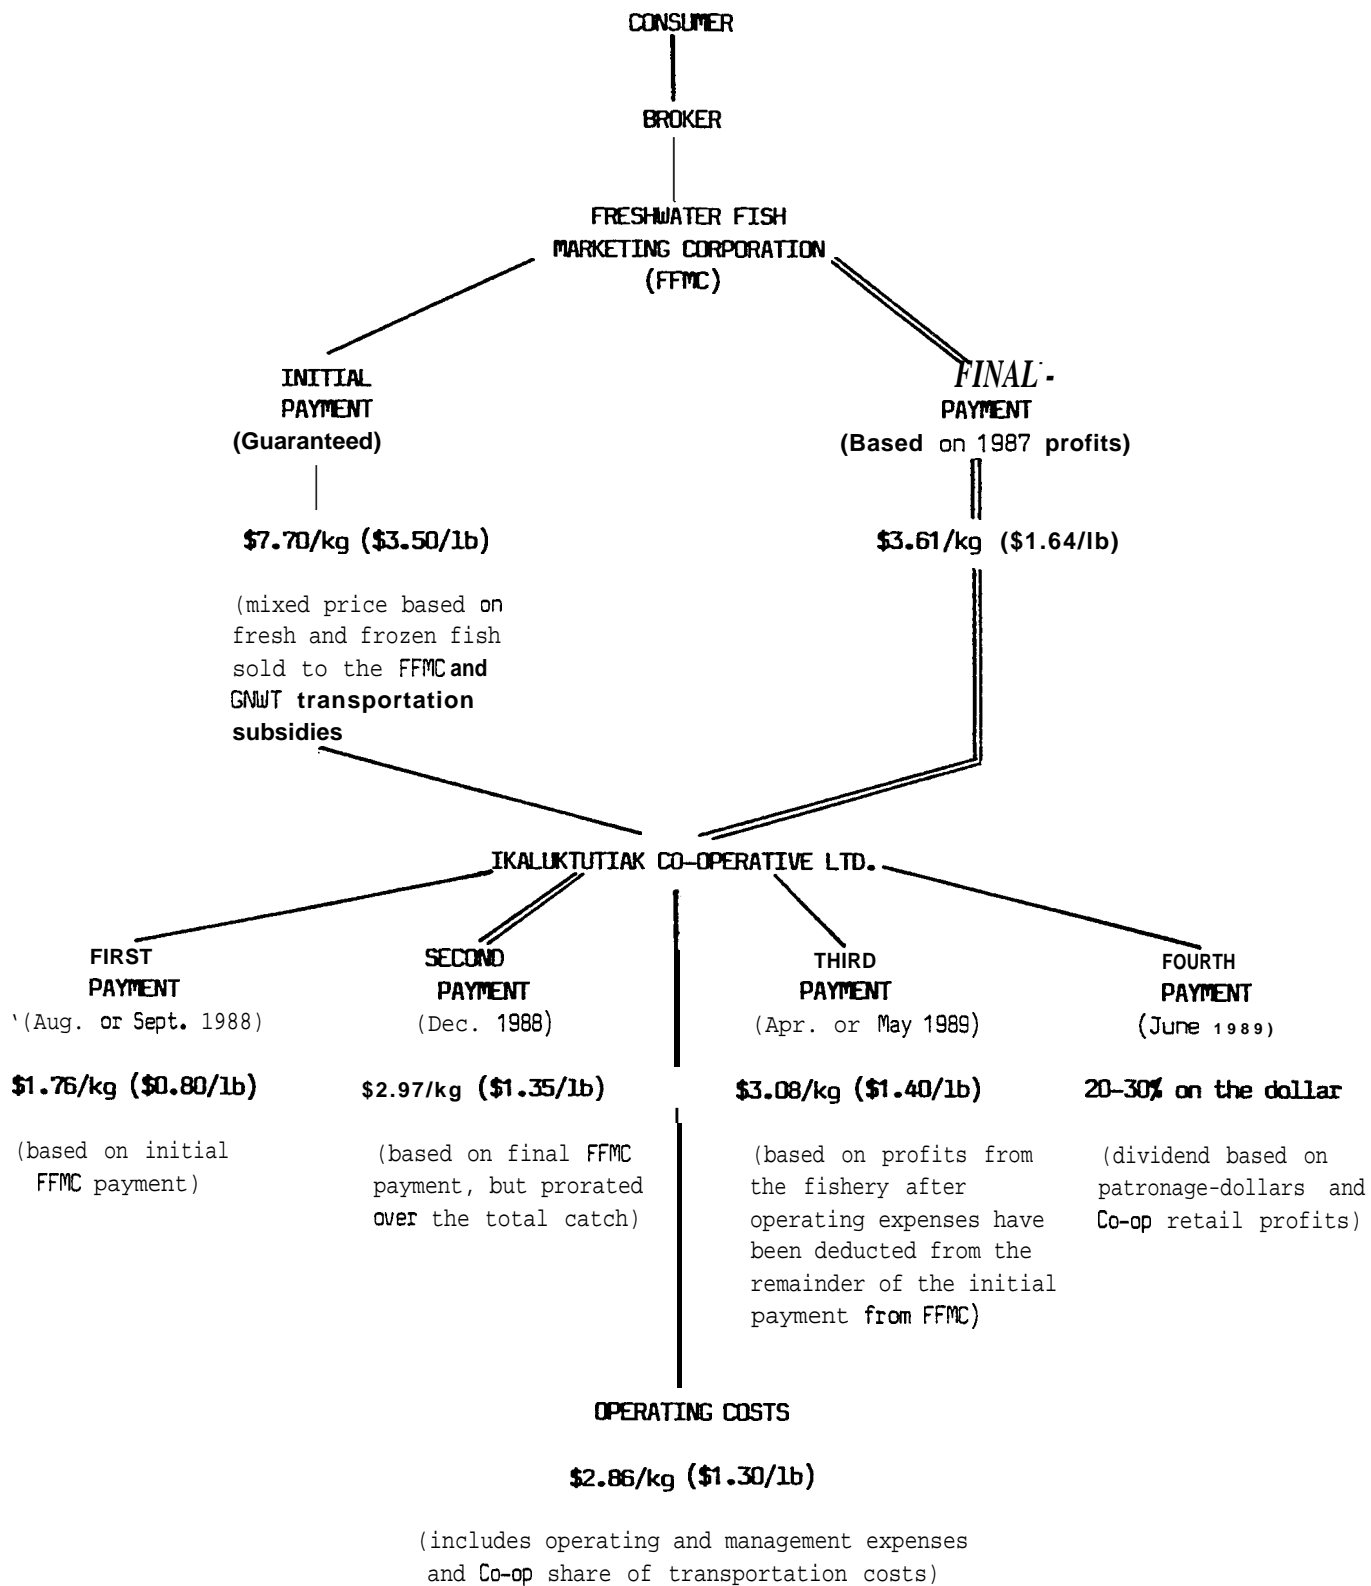 CONSUMER
BROKER
FRESHWATER FISH
MARKETING CORPORATION
(FFMC)
INITIAL
PAYMENT
(Guaranteed)
$7.70/kg ($3.50/lb)
(mixed price based on
fresh and frozen fish
sold to the FFMC and
GNWT transportation
subsidies
FINAL -
PAYMENT
(Based on 1987 profits)
$3.61/kg ($1.64/lb)
IKALUKTUTIAK CO-OPERATIVE LTD.
FIRST
PAYMENT
(Aug. or Sept. 1988)
$1.76/kg ($0.80/lb)
(based on initial
FFMC payment)
SECOND
PAYMENT
(Dec. 1988)
$2.97/kg ($1.35/lb)
(based on final FFMC
payment, but prorated
over the total catch)
THIRD
PAYMENT
(Apr. or May 1989)
$3.08/kg ($1.40/lb)
(based on profits from
the fishery after
operating expenses have
been deducted from the
remainder of the initial
payment from FFMC)
FOURTH
PAYMENT
(June 1989)
20-30% on the dollar
(dividend based on
patronage-dollars and
Co-op retail profits)
OPERATING COSTS
$2.86/kg ($1.30/lb)
(includes operating and management expenses
and Co-op share of transportation costs)